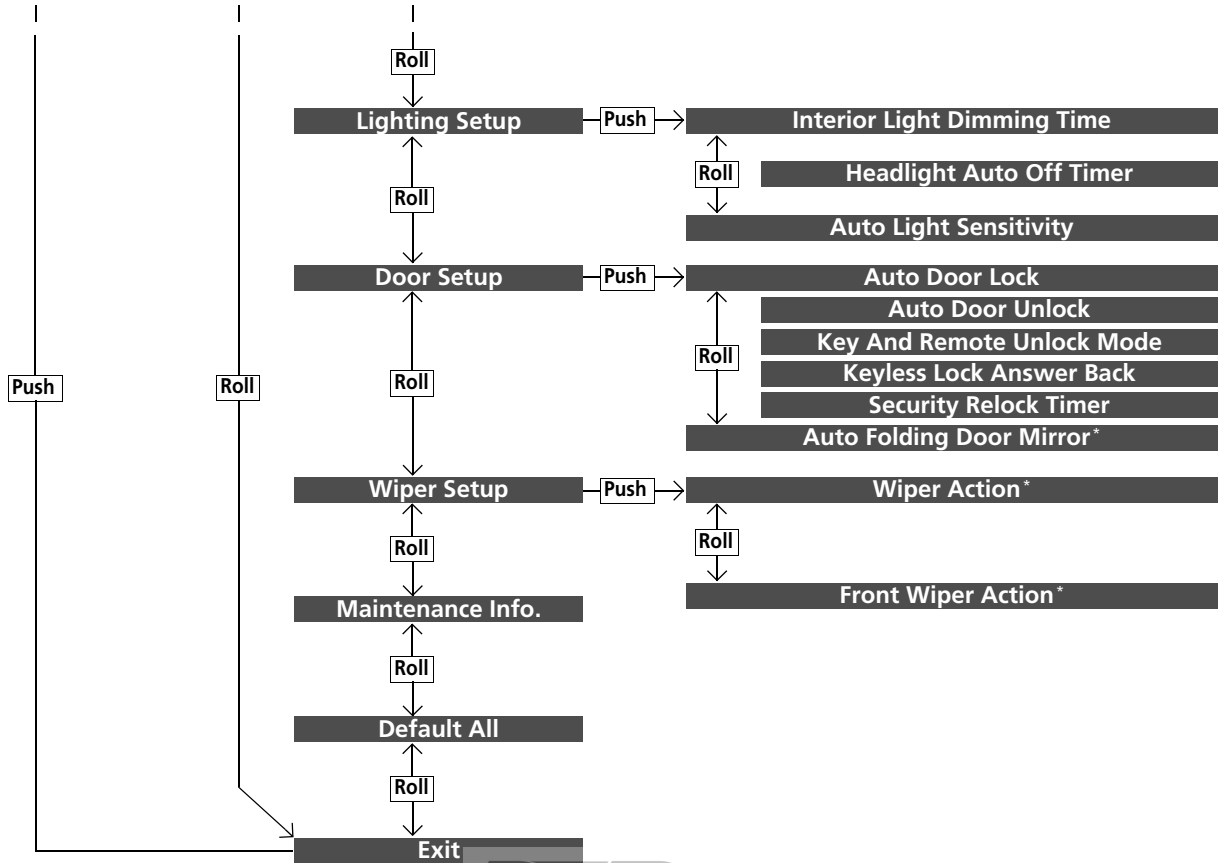 Roll
Lighting Setup
Push
Interior Light Dimming Time
Roll
Headlight Auto Off Timer
Roll
Auto Light Sensitivity
Door Setup
Push
Auto Door Lock
Auto Door Unlock
Key And Remote Unlock Mode
Roll
Keyless Lock Answer Back
Push
Roll
Roll
Security Relock Timer
Auto Folding Door Mirror*
Wiper Setup
Push
Wiper Action*
Roll
Roll
Front Wiper Action*
Maintenance Info.
Roll
Default All
Roll
Exit